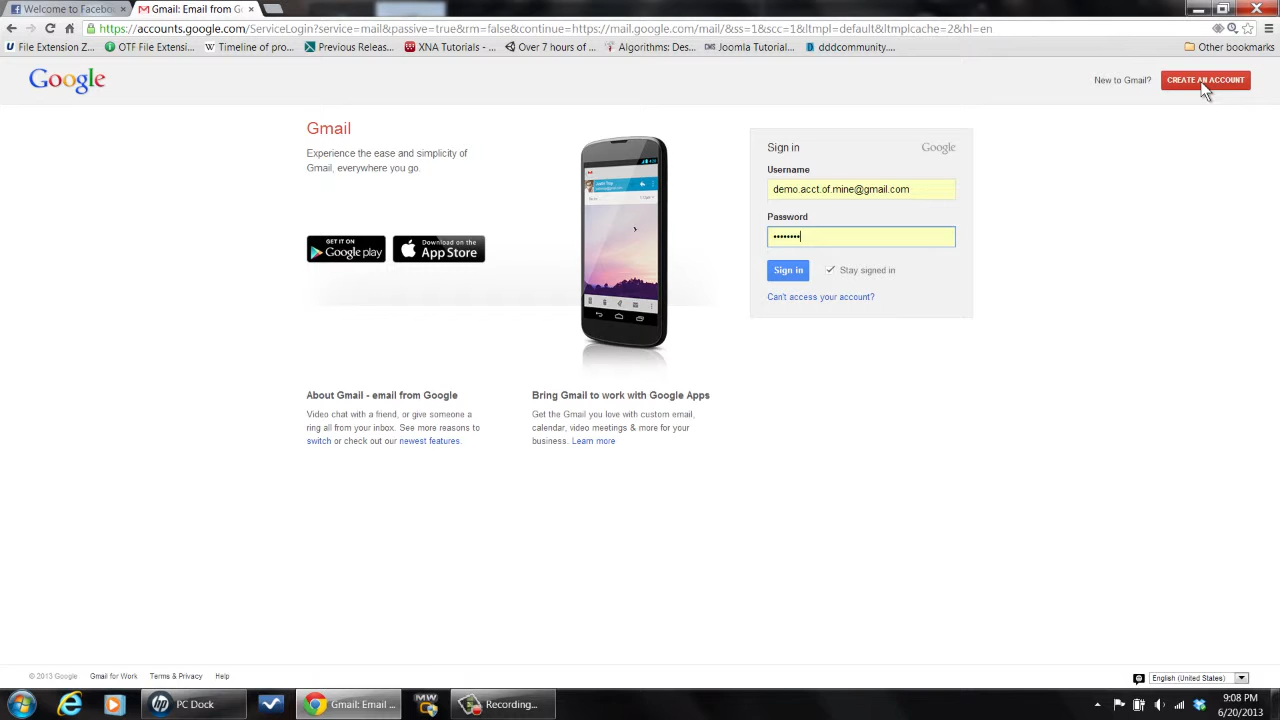 Welcome to Facebook
Gmail: Email from G
https://accounts.google.com/ServiceLogin?service=mail&passive=true&rm=false&continue=https://mail.google.com/mail/&ss=1&scc=1&ltmpl=default&ltmplcache=2&hl=en
File Extension Z...
OTF File Exten...
Timeline of pro...
Pevious Releas...
XNA Tutorials - ...
Over 7 hours of ...
Algorithms: Des...
Joomla Tutorial...
dddcommunity....
Other bookmarks
Google
New to Gmail?
CREATE AN ACCOUNT
Gmail
Experience the ease and simplicity of
Gmail, everywhere you go.
GET IT ON
Google play
Download on the
App Store
Sign in
Google
Username
demo.acct.of.mine@gmail.com
Password
••••••••
Sign in
Stay signed in
Can't access your account?
About Gmail - email from Google
Video chat with a friend, or give someone a
ring all from your inbox. See more reasons to
switch or check out our newest features.
Bring Gmail to work with Google Apps
Get the Gmail you love with custom email,
calendar, video meetings & more for your
business. Learn more
© 2013 Google
Gmail for Work
Terms & Privacy
Help
English (United States)
PC Dock
Gmail: Email ...
MW
Recording...
9:08 PM
6/20/2013